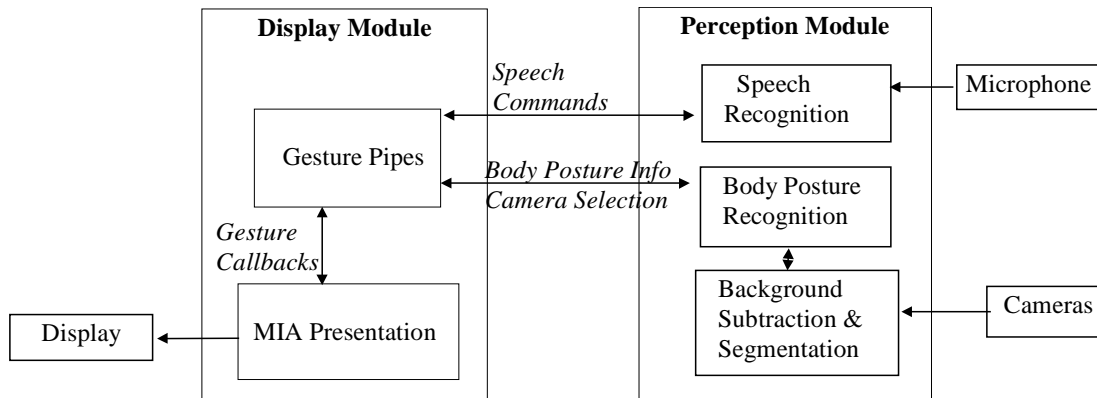 Display Module
Perception Module
Speech
Commands
Speech
Recognition
Microphone
Gesture Pipes
Body Posture Info
Camera Selection
Body Posture
Recognition
Gesture
Callbacks
Background
Subtraction &
Segmentation
Cameras
Display
MIA Presentation